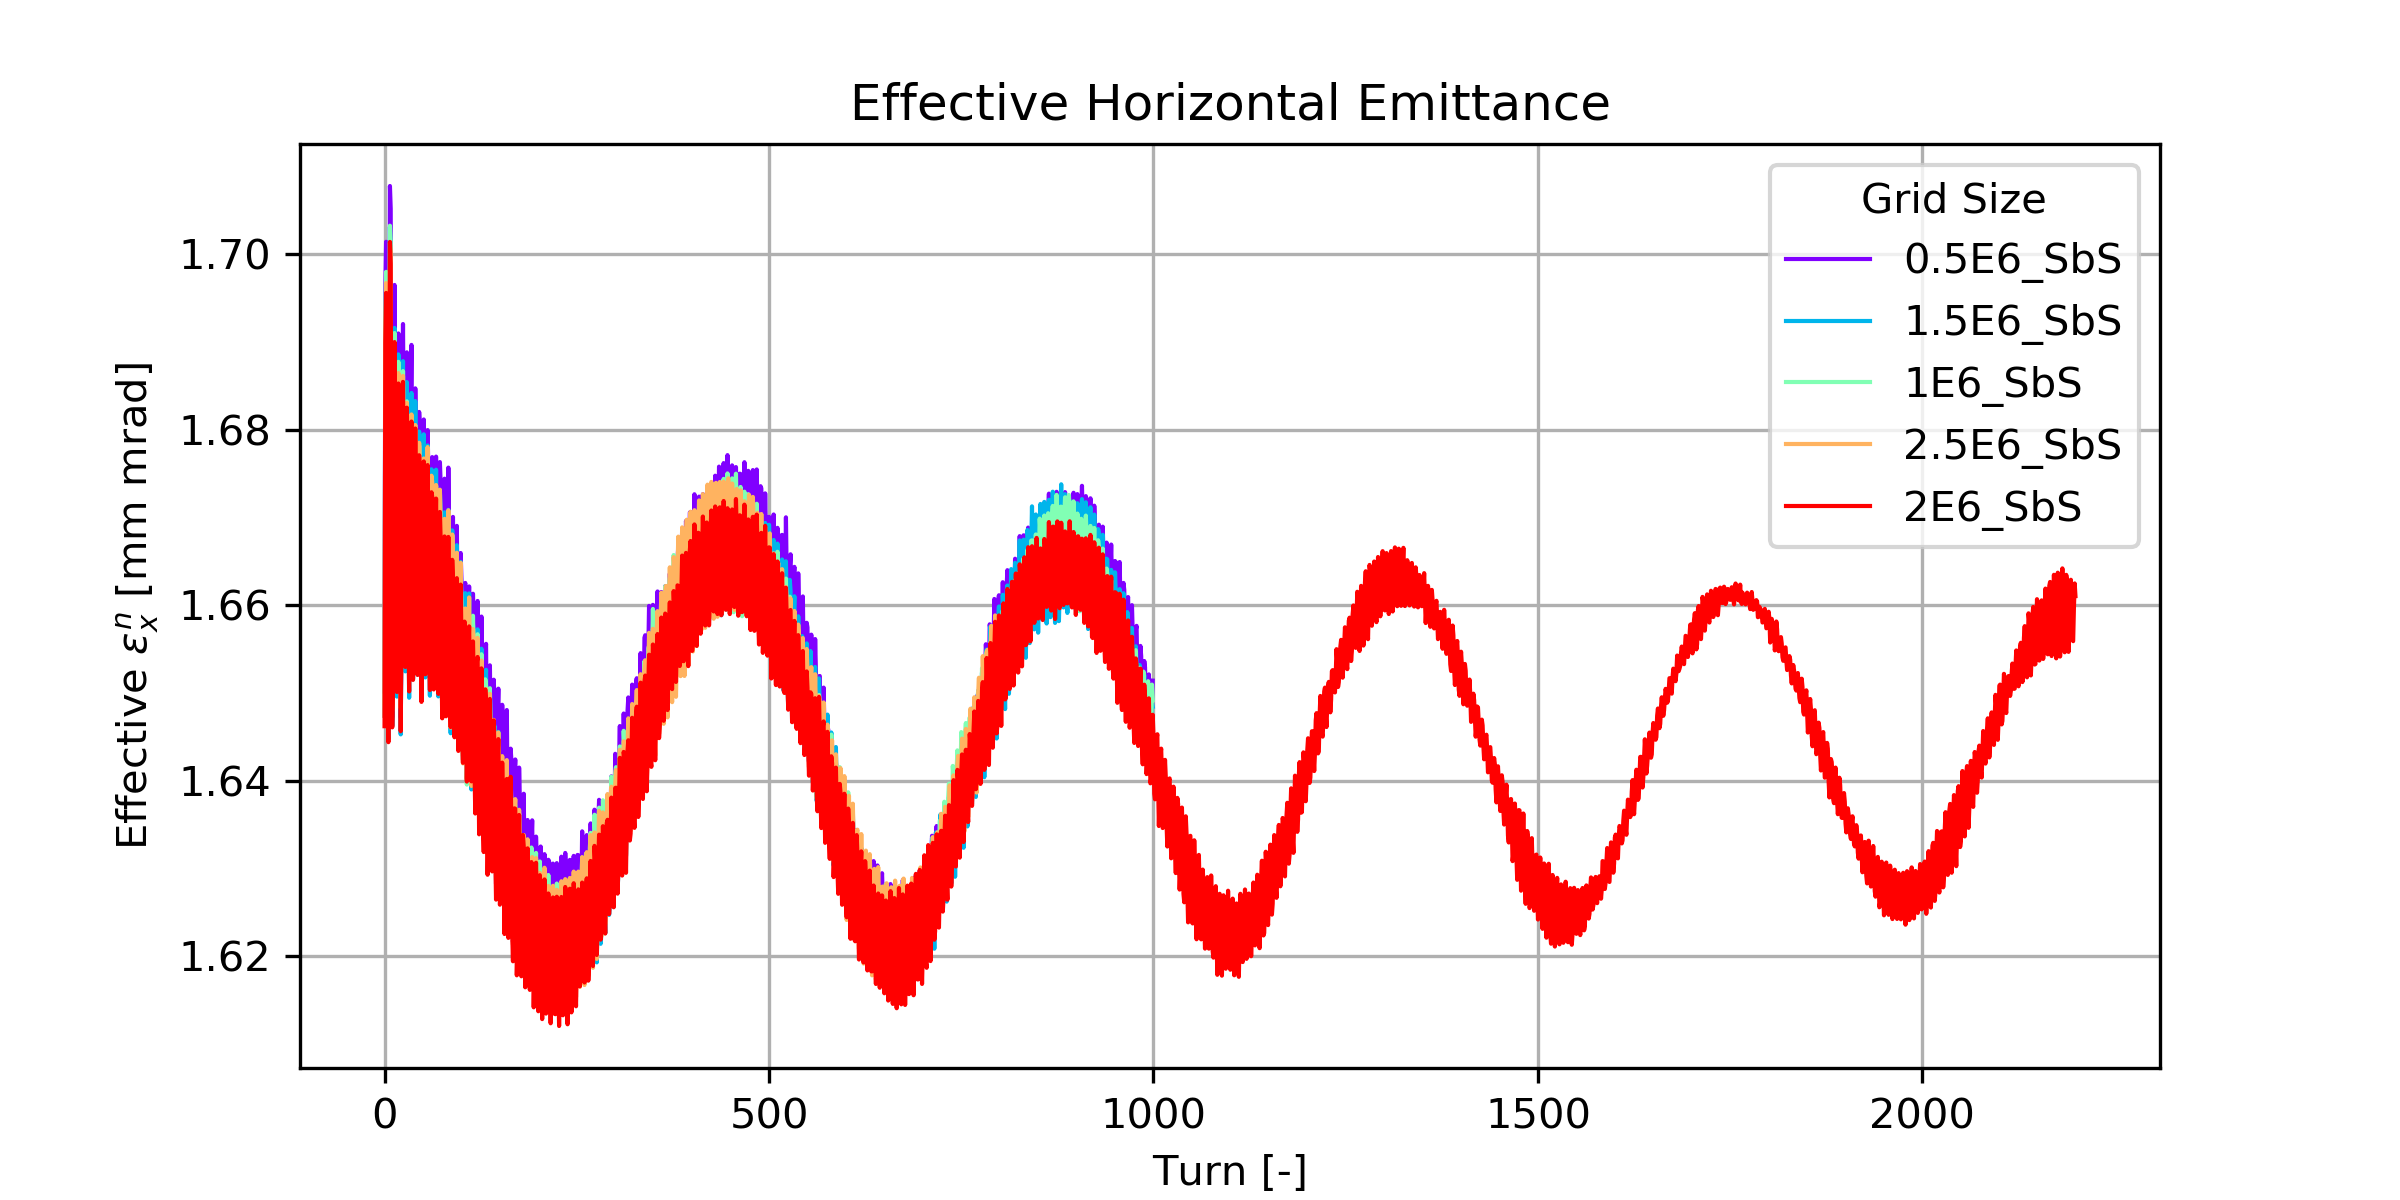 Effective Horizontal Emittance
Effective εₓⁿ [mm mrad]
1.70
1.68
1.66
1.64
1.62
Grid Size
0.5E6_SbS
1.5E6_SbS
1E6_SbS
2.5E6_SbS
2E6_SbS
0 500 1000 1500 2000
Turn [-]